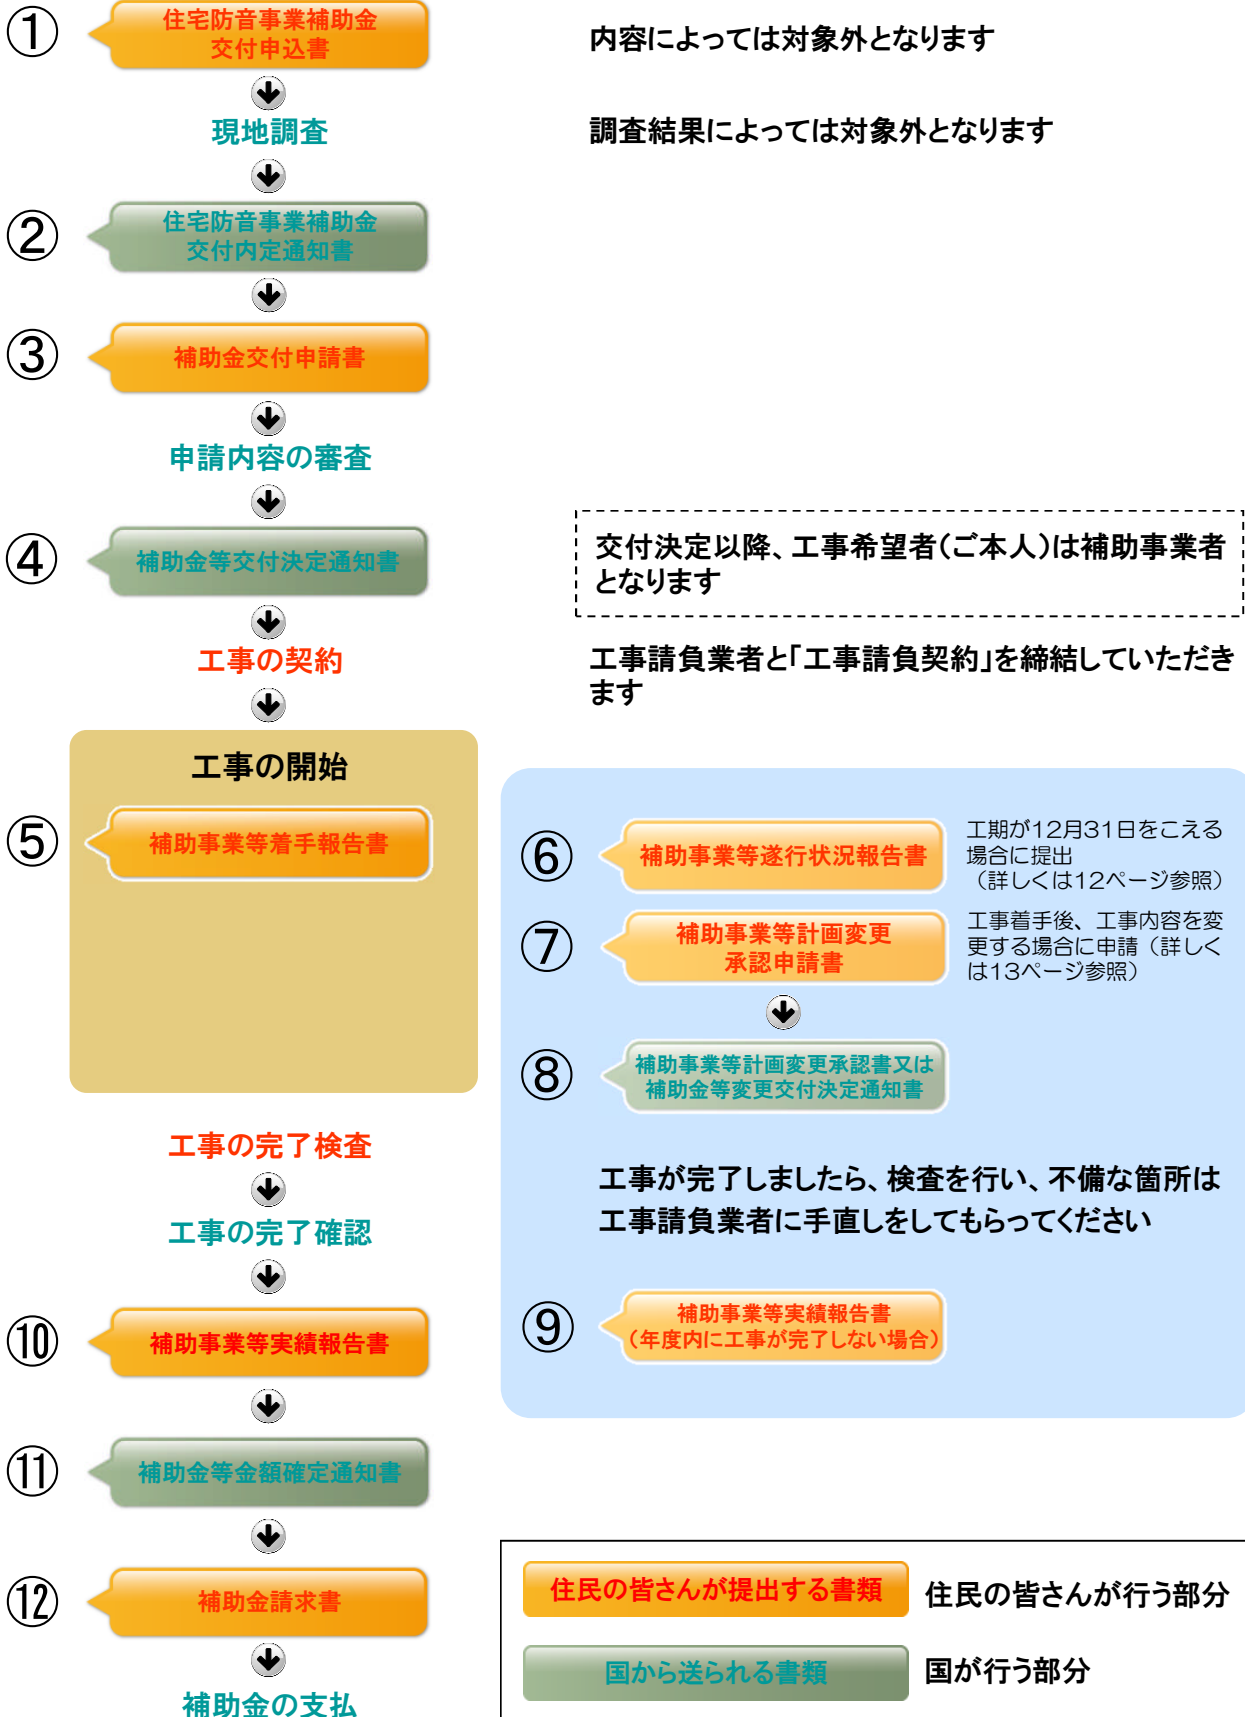 ①
住宅防音事業補助金
交付申込書
内容によっては対象外となります
現地調査
調査結果によっては対象外となります
②
住宅防音事業補助金
交付内定通知書
③
補助金交付申請書
申請内容の審査
④
補助金等交付決定通知書
交付決定以降、工事希望者(ご本人)は補助事業者
となります
工事の契約
工事請負業者と「工事請負契約」を締結していただき
ます
工事の開始
⑤
補助事業等着手報告書
⑥
補助事業等遂行状況報告書
工期が12月31日をこえる
場合に提出
(詳しくは12ページ参照)
⑦
補助事業等計画変更
承認申請書
工事着手後、工事内容を変
更する場合に申請(詳しく
は13ページ参照)
⑧
補助事業等計画変更承認書又は
補助金等変更交付決定通知書
工事の完了検査
工事が完了しましたら、検査を行い、不備な箇所は
工事請負業者に手直しをしてもらってください
工事の完了確認
⑨
補助事業等実績報告書
(年度内に工事が完了しない場合)
⑩
補助事業等実績報告書
⑪
補助金等金額確定通知書
⑫
補助金請求書
補助金の支払
住民の皆さんが提出する書類
住民の皆さんが行う部分
国から送られる書類
国が行う部分